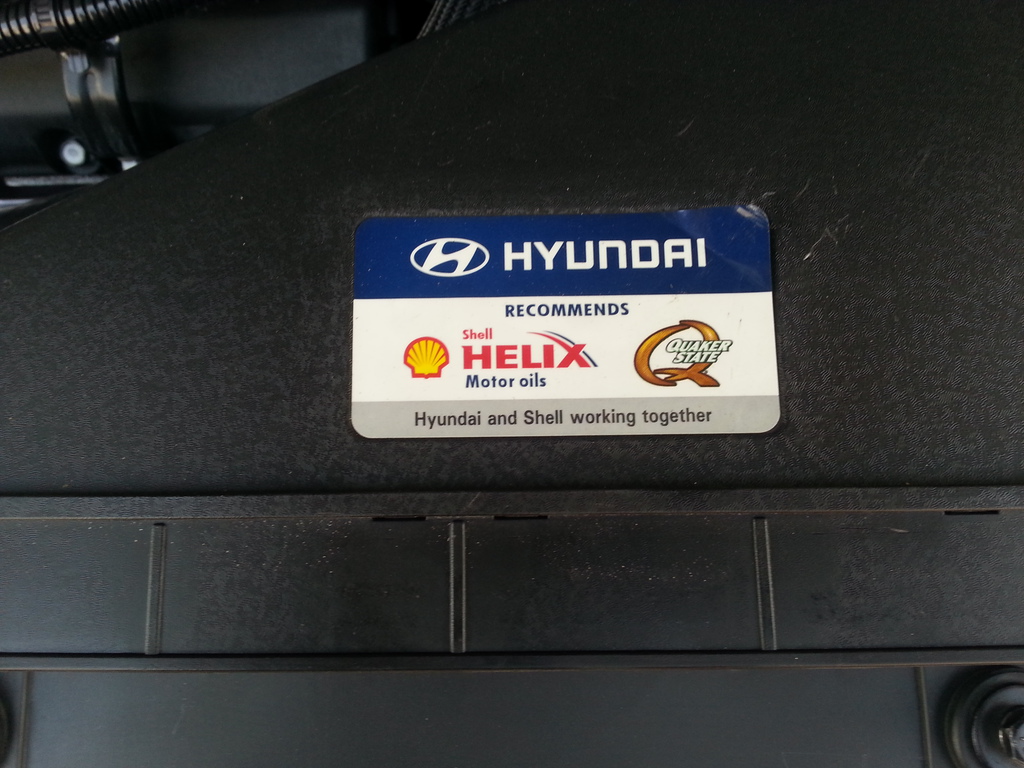 HYUNDAI
RECOMMENDS
Shell
HELIX
Motor oils
QUAKER
STATE
Hyundai and Shell working together